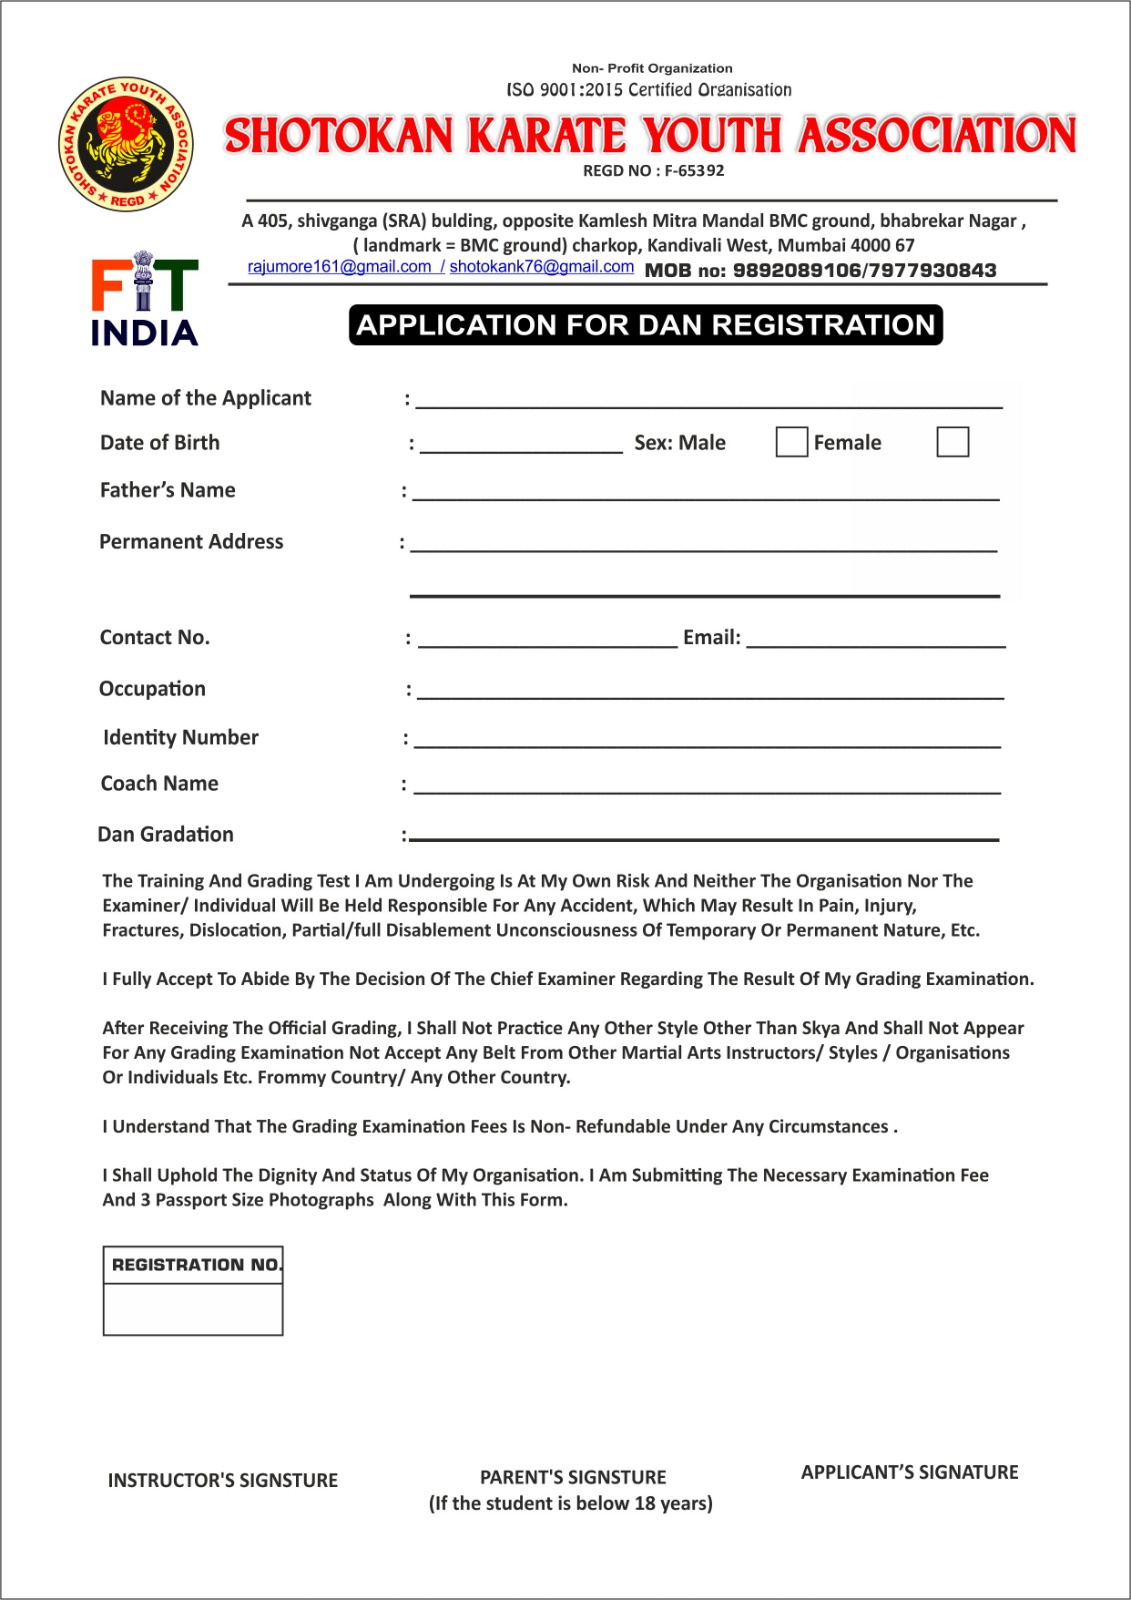 Non- Profit Organization
ISO 9001:2015 Certified Organisation
SHOTOKAN KARATE YOUTH ASSOCIATION
REGD NO : F-65392
SHOTOKAN KARATE YOUTH ASSOCIATION
★ REGD ★
A 405, shivganga (SRA) bulding, opposite Kamlesh Mitra Mandal BMC ground, bhabrekar Nagar ,
( landmark = BMC ground) charkop, Kandivali West, Mumbai 4000 67
rajumore161@gmail.com / shotokank76@gmail.com MOB no: 9892089106/7977930843
FIT
INDIA
APPLICATION FOR DAN REGISTRATION
Name of the Applicant :
Date of Birth : Sex: Male Female
Father’s Name :
Permanent Address :
Contact No. : Email:
Occupation :
Identity Number :
Coach Name :
Dan Gradation :
The Training And Grading Test I Am Undergoing Is At My Own Risk And Neither The Organisation Nor The
Examiner/ Individual Will Be Held Responsible For Any Accident, Which May Result In Pain, Injury,
Fractures, Dislocation, Partial/full Disablement Unconsciousness Of Temporary Or Permanent Nature, Etc.
I Fully Accept To Abide By The Decision Of The Chief Examiner Regarding The Result Of My Grading Examination.
After Receiving The Official Grading, I Shall Not Practice Any Other Style Other Than Skya And Shall Not Appear
For Any Grading Examination Not Accept Any Belt From Other Martial Arts Instructors/ Styles / Organisations
Or Individuals Etc. Frommy Country/ Any Other Country.
I Understand That The Grading Examination Fees Is Non- Refundable Under Any Circumstances .
I Shall Uphold The Dignity And Status Of My Organisation. I Am Submitting The Necessary Examination Fee
And 3 Passport Size Photographs Along With This Form.
REGISTRATION NO.
INSTRUCTOR'S SIGNSTURE
PARENT'S SIGNSTURE
(If the student is below 18 years)
APPLICANT’S SIGNATURE